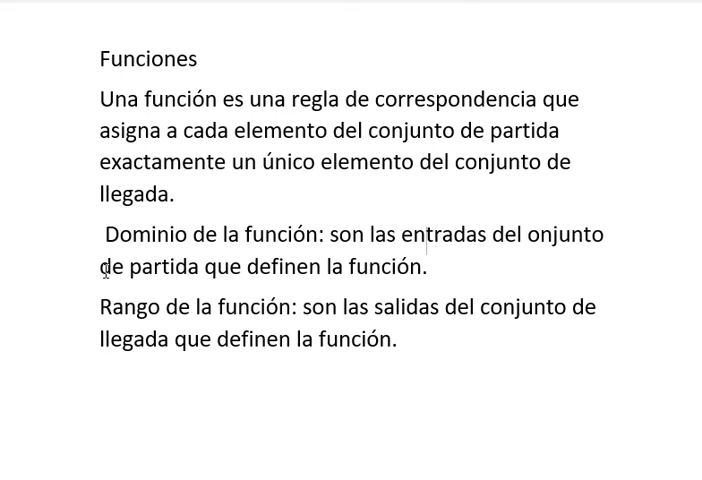 Funciones
Una función es una regla de correspondencia que
asigna a cada elemento del conjunto de partida
exactamente un único elemento del conjunto de
llegada.
Dominio de la función: son las entradas del onjunto
de partida que definen la función.
Rango de la función: son las salidas del conjunto de
llegada que definen la función.